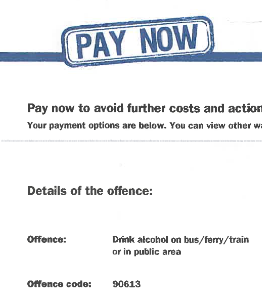 PAY NOW
Pay now to avoid further costs and action
Your payment options are below. You can view other
Details of the offence:
Offence: Drink alcohol on bus/ferry/train
or in public area
Offence code: 90613